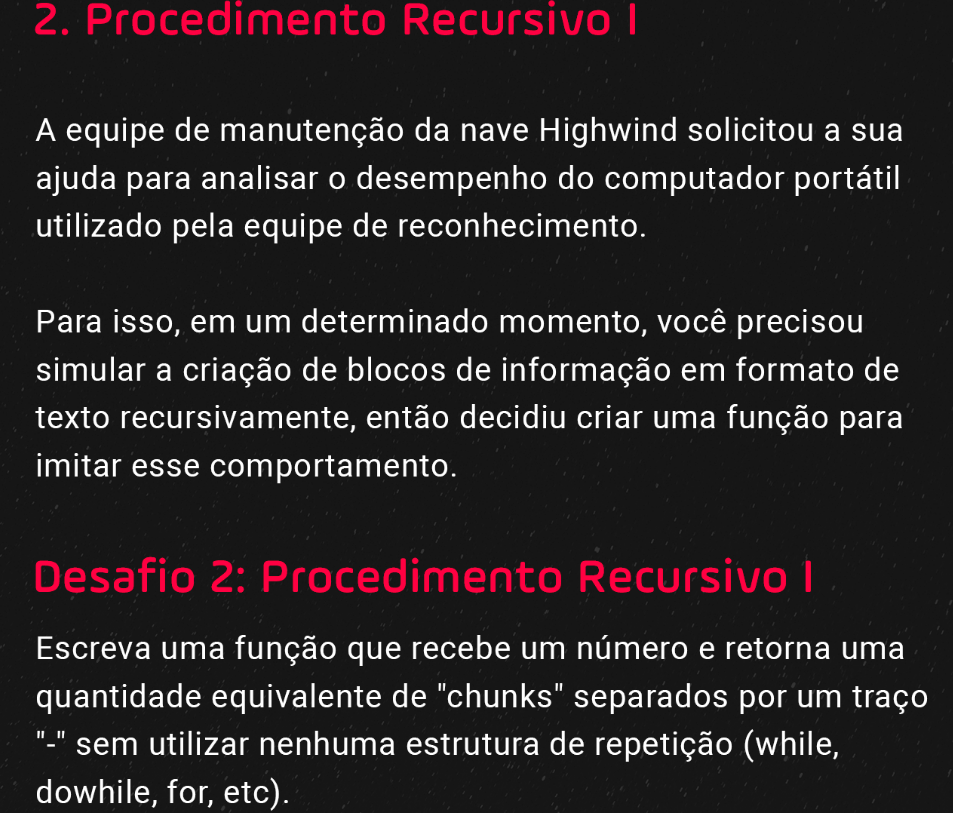 2. Procedimento Recursivo I
A equipe de manutenção da nave Highwind solicitou a sua
ajuda para analisar o desempenho do computador portátil
utilizado pela equipe de reconhecimento.
Para isso, em um determinado momento, você precisou
simular a criação de blocos de informação em formato de
texto recursivamente, então decidiu criar uma função para
imitar esse comportamento.
Desafio 2: Procedimento Recursivo I
Escreva uma função que recebe um número e retorna uma
quantidade equivalente de "chunks" separados por um traço
"-" sem utilizar nenhuma estrutura de repetição (while,
dowhile, for, etc).